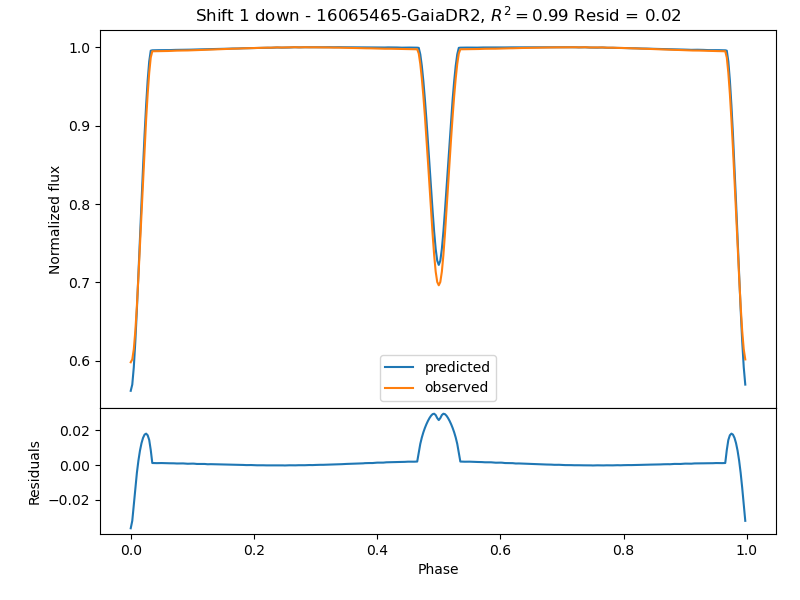 Shift 1 down - 16065465-GaiaDR2, R² = 0.99 Resid = 0.02
Normalized flux
1.0
0.9
0.8
0.7
0.6
predicted
observed
Residuals
0.02
0.00
−0.02
0.0
0.2
0.4
0.6
0.8
1.0
Phase